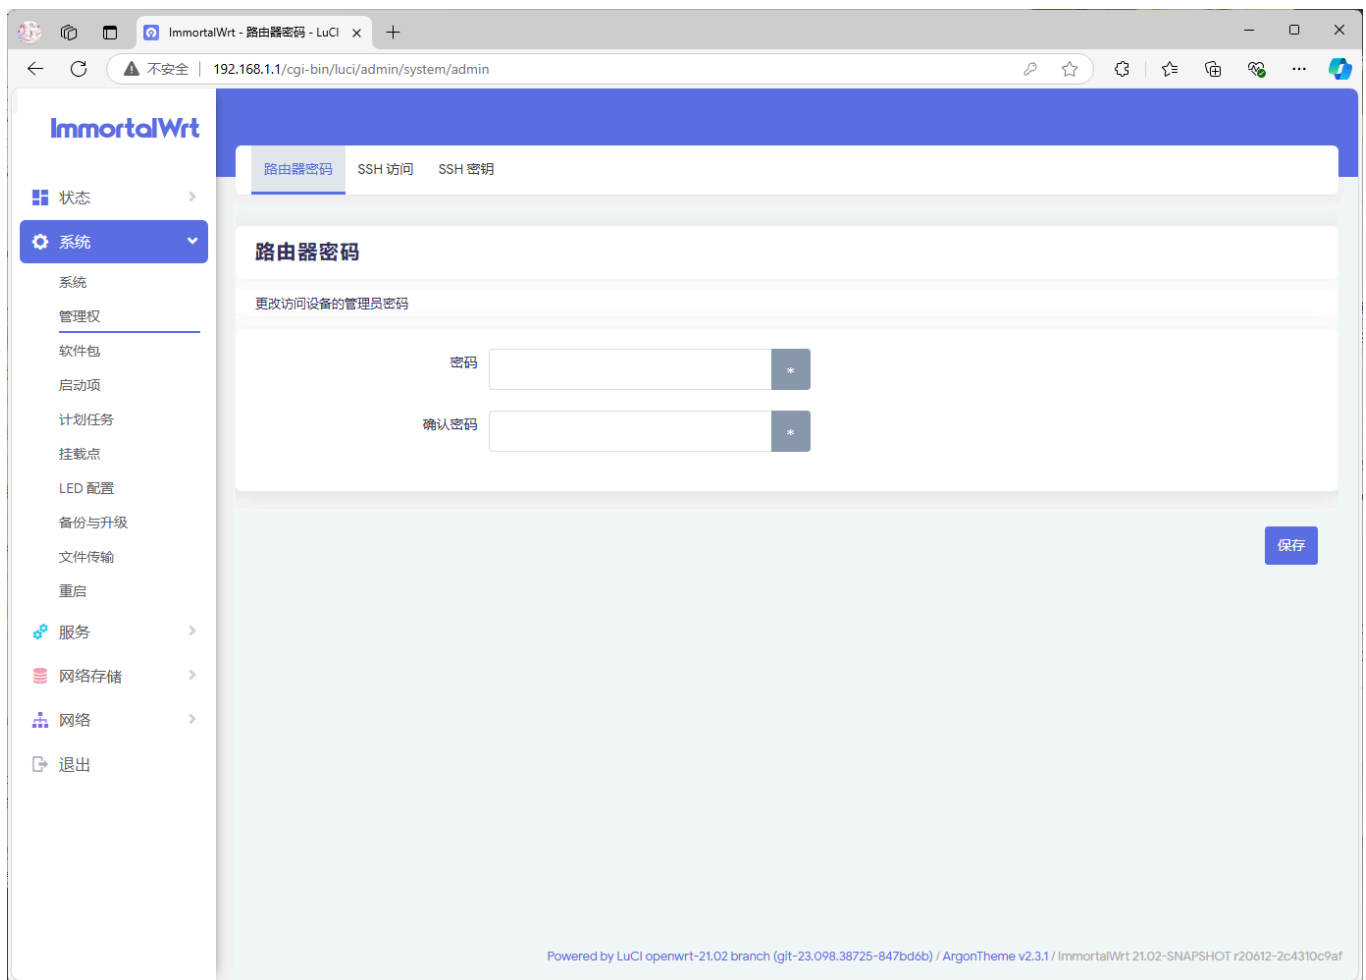 ImmortalWrt - 路由器密码 - LuCI
不安全 | 192.168.1.1/cgi-bin/luci/admin/system/admin
ImmortalWrt
路由器密码 SSH 访问 SSH 密钥
状态
系统
系统
管理权
软件包
启动项
计划任务
挂载点
LED 配置
备份与升级
文件传输
重启
服务
网络存储
网络
退出
路由器密码
更改访问设备的管理员密码
密码 *
确认密码 *
保存
Powered by LuCI openwrt-21.02 branch (git-23.098.38725-847bd6b) / ArgonTheme v2.3.1 / ImmortalWrt 21.02-SNAPSHOT r20612-2c4310c9af